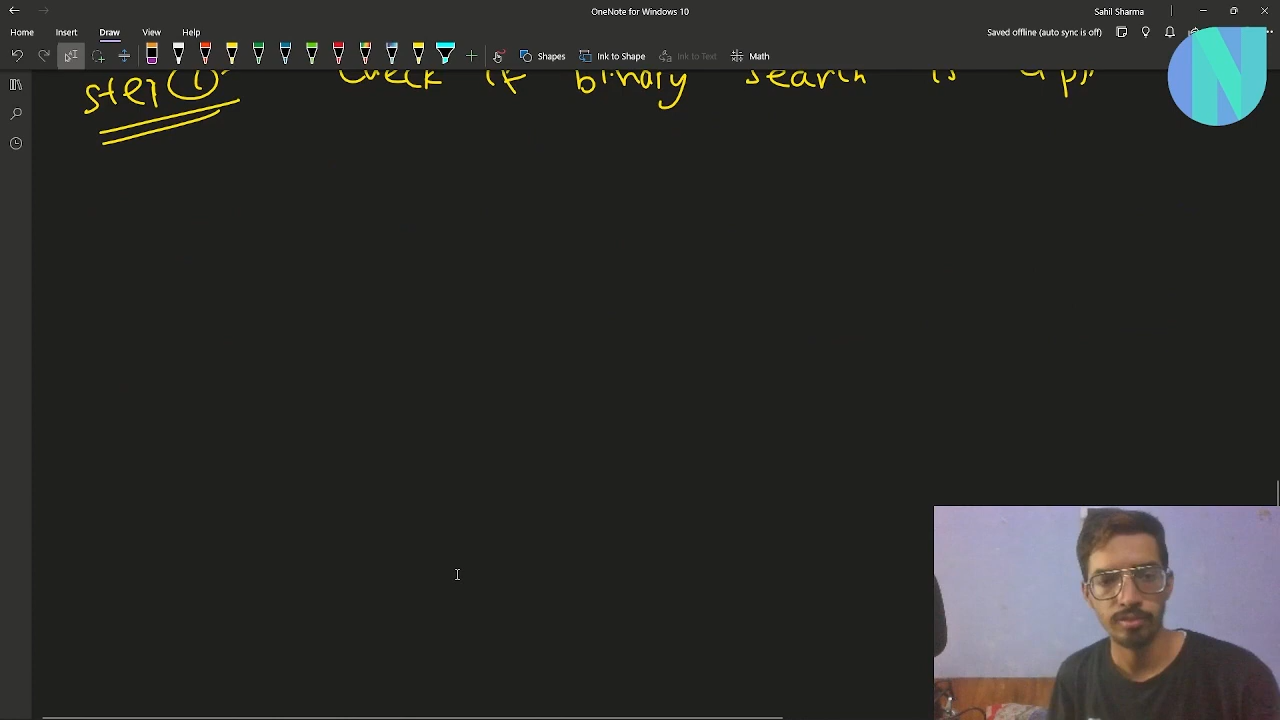 OneNote for Windows 10
Sahil Sharma
Home Insert Draw View Help
Saved offline (auto sync is off)
Shapes Ink to Shape Ink to Text Math
step 1 check if binary search is
N